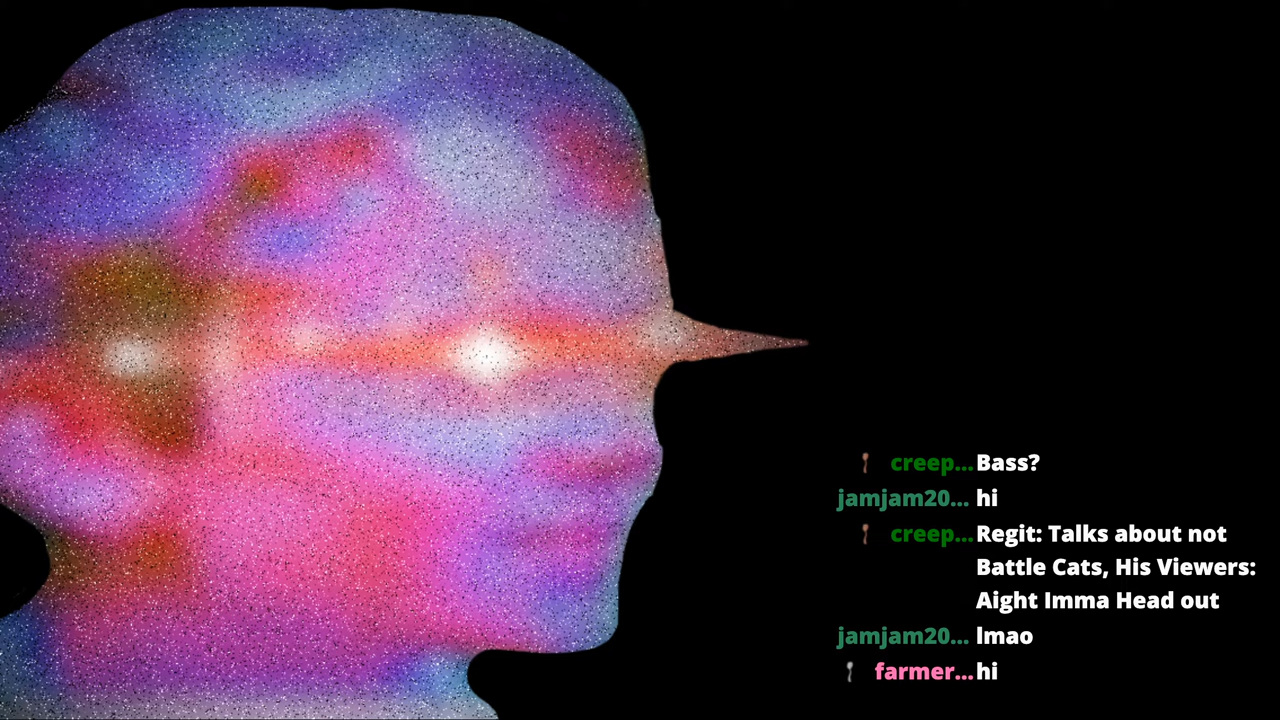 creep... Bass?
jamjam20... hi
creep... Regit: Talks about not
Battle Cats, His Viewers:
Aight Imma Head out
jamjam20... lmao
farmer... hi